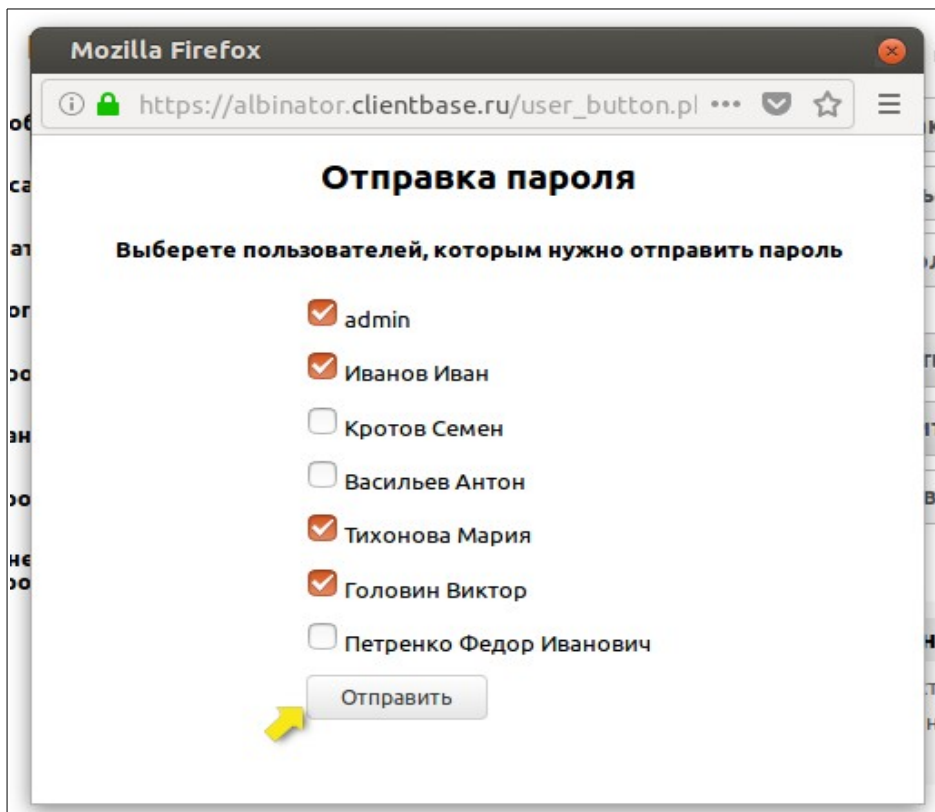 Mozilla Firefox
https://albinator.clientbase.ru/user_button.pl
Отправка пароля
Выберете пользователей, которым нужно отправить пароль
admin
Иванов Иван
Кротов Семен
Васильев Антон
Тихонова Мария
Головин Виктор
Петренко Федор Иванович
Отправить